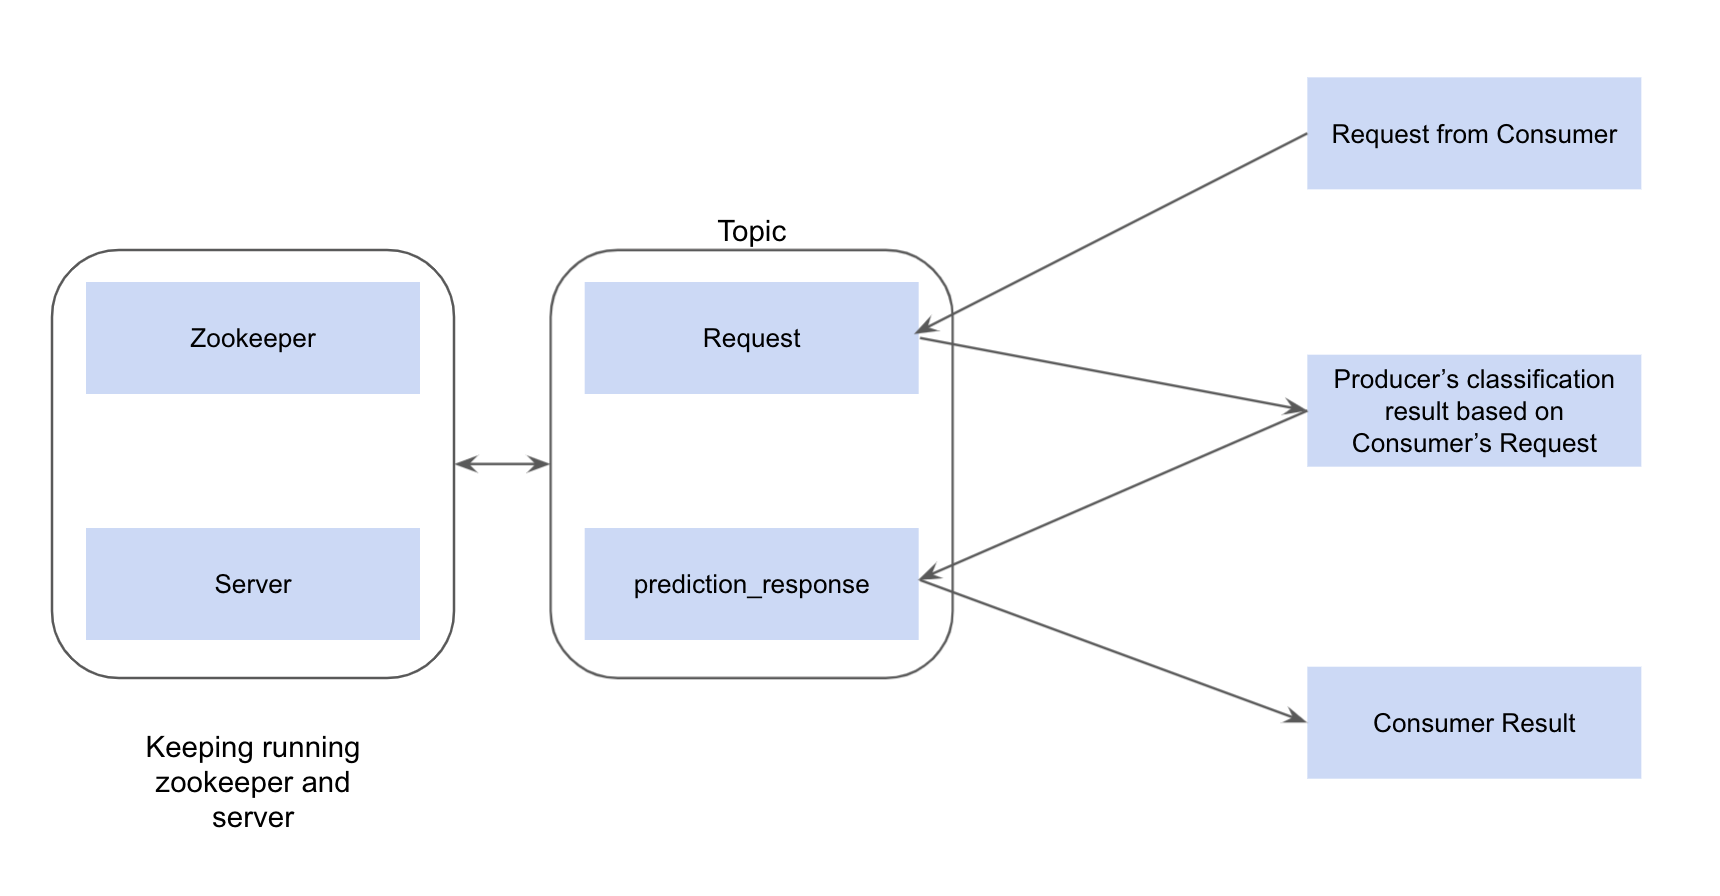 Request from Consumer
Topic
Zookeeper
Request
Producer’s classification
result based on
Consumer’s Request
Server
prediction_response
Consumer Result
Keeping running
zookeeper and
server